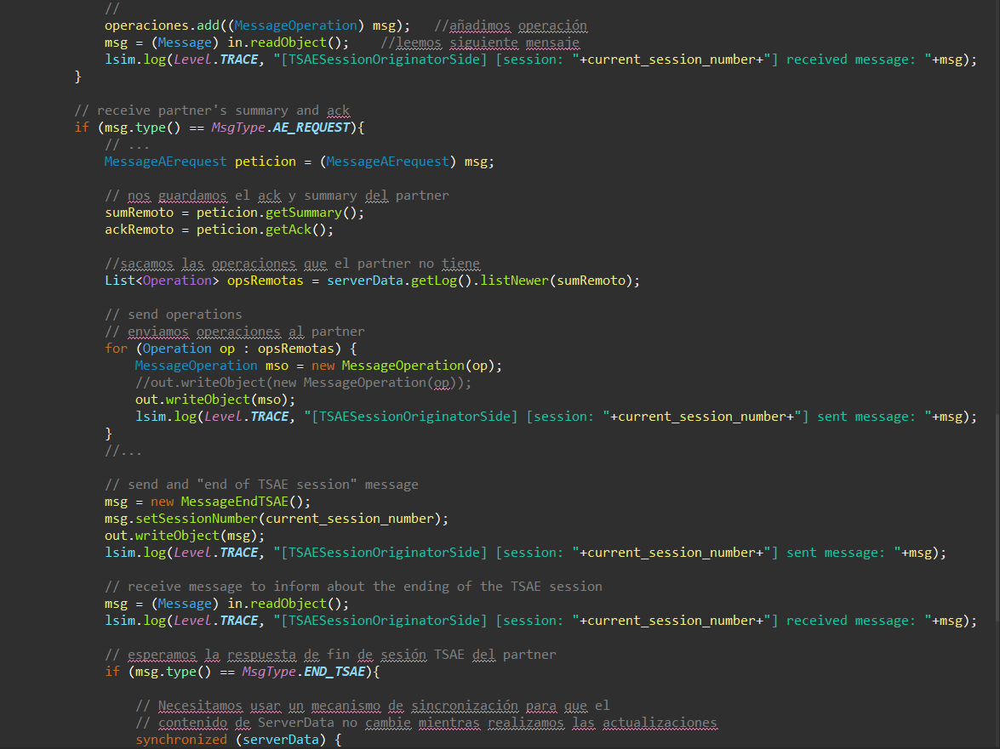 //
operaciones.add((MessageOperation) msg);   //añadimos operación
msg = (Message) in.readObject();    //leemos siguiente mensaje
lsim.log(Level.TRACE, "[TSAESessionOriginatorSide] [session: "+current_session_number+"] received message: "+msg);
}
// receive partner's summary and ack
if (msg.type() == MsgType.AE_REQUEST){
// ...
MessageAErequest peticion = (MessageAErequest) msg;
// nos guardamos el ack y summary del partner
sumRemoto = peticion.getSummary();
ackRemoto = peticion.getAck();
//sacamos las operaciones que el partner no tiene
List<Operation> opsRemotas = serverData.getLog().listNewer(sumRemoto);
// send operations
// enviamos operaciones al partner
for (Operation op : opsRemotas) {
MessageOperation mso = new MessageOperation(op);
//out.writeObject(new MessageOperation(op));
out.writeObject(mso);
lsim.log(Level.TRACE, "[TSAESessionOriginatorSide] [session: "+current_session_number+"] sent message: "+msg);
}
//...
// send and "end of TSAE session" message
msg = new MessageEndTSAE();
msg.setSessionNumber(current_session_number);
out.writeObject(msg);
lsim.log(Level.TRACE, "[TSAESessionOriginatorSide] [session: "+current_session_number+"] sent message: "+msg);
// receive message to inform about the ending of the TSAE session
msg = (Message) in.readObject();
lsim.log(Level.TRACE, "[TSAESessionOriginatorSide] [session: "+current_session_number+"] received message: "+msg);
// esperamos la respuesta de fin de sesión TSAE del partner
if (msg.type() == MsgType.END_TSAE){
// Necesitamos usar un mecanismo de sincronización para que el
// contenido de ServerData no cambie mientras realizamos las actualizaciones
synchronized (serverData) {